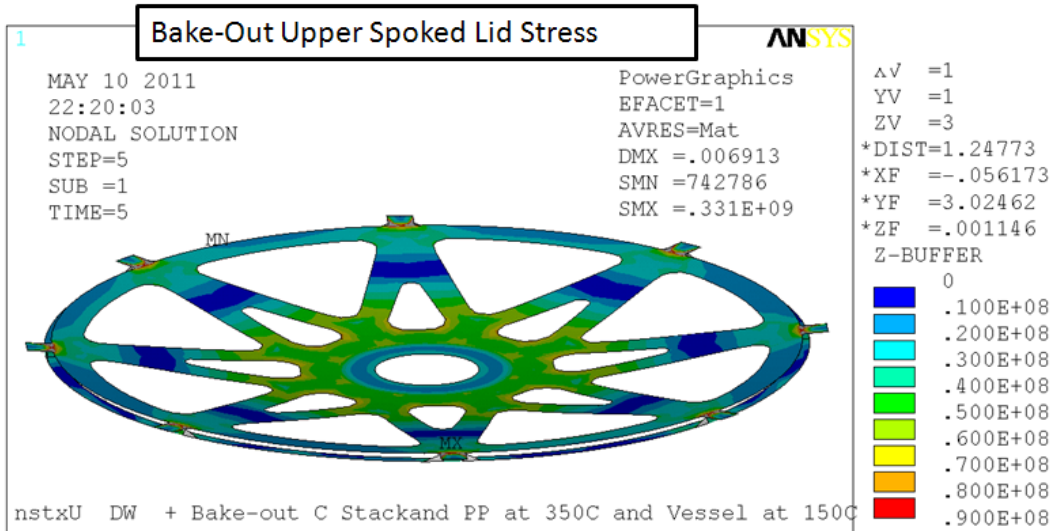 Bake-Out Upper Spoked Lid Stress
1
ANSYS
MAY 10 2011
22:20:03
NODAL SOLUTION
STEP=5
SUB =1
TIME=5
PowerGraphics
EFACET=1
AVRES=Mat
DMX =.006913
SMN =742786
SMX =.331E+09
XV =1
YV =1
ZV =3
*DIST=1.24773
*XF =-.056173
*YF =3.02462
*ZF =.001146
Z-BUFFER
0
.100E+08
.200E+08
.300E+08
.400E+08
.500E+08
.600E+08
.700E+08
.800E+08
.900E+08
MN
MX
nstxU DW + Bake-out C Stackand PP at 350C and Vessel at 150C